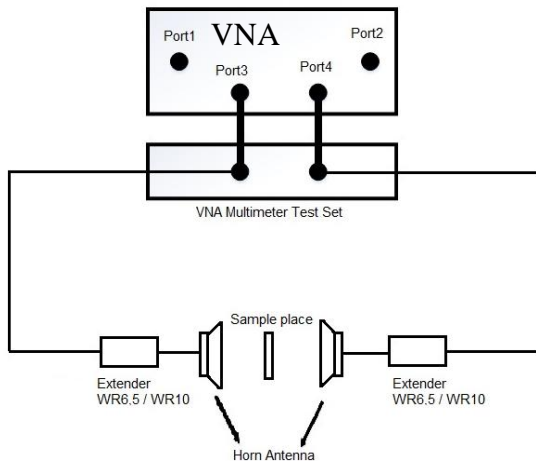 VNA
Port1
Port2
Port3
Port4
VNA Multimeter Test Set
Sample place
Extender
WR6,5 / WR10
Extender
WR6,5 / WR10
Horn Antenna